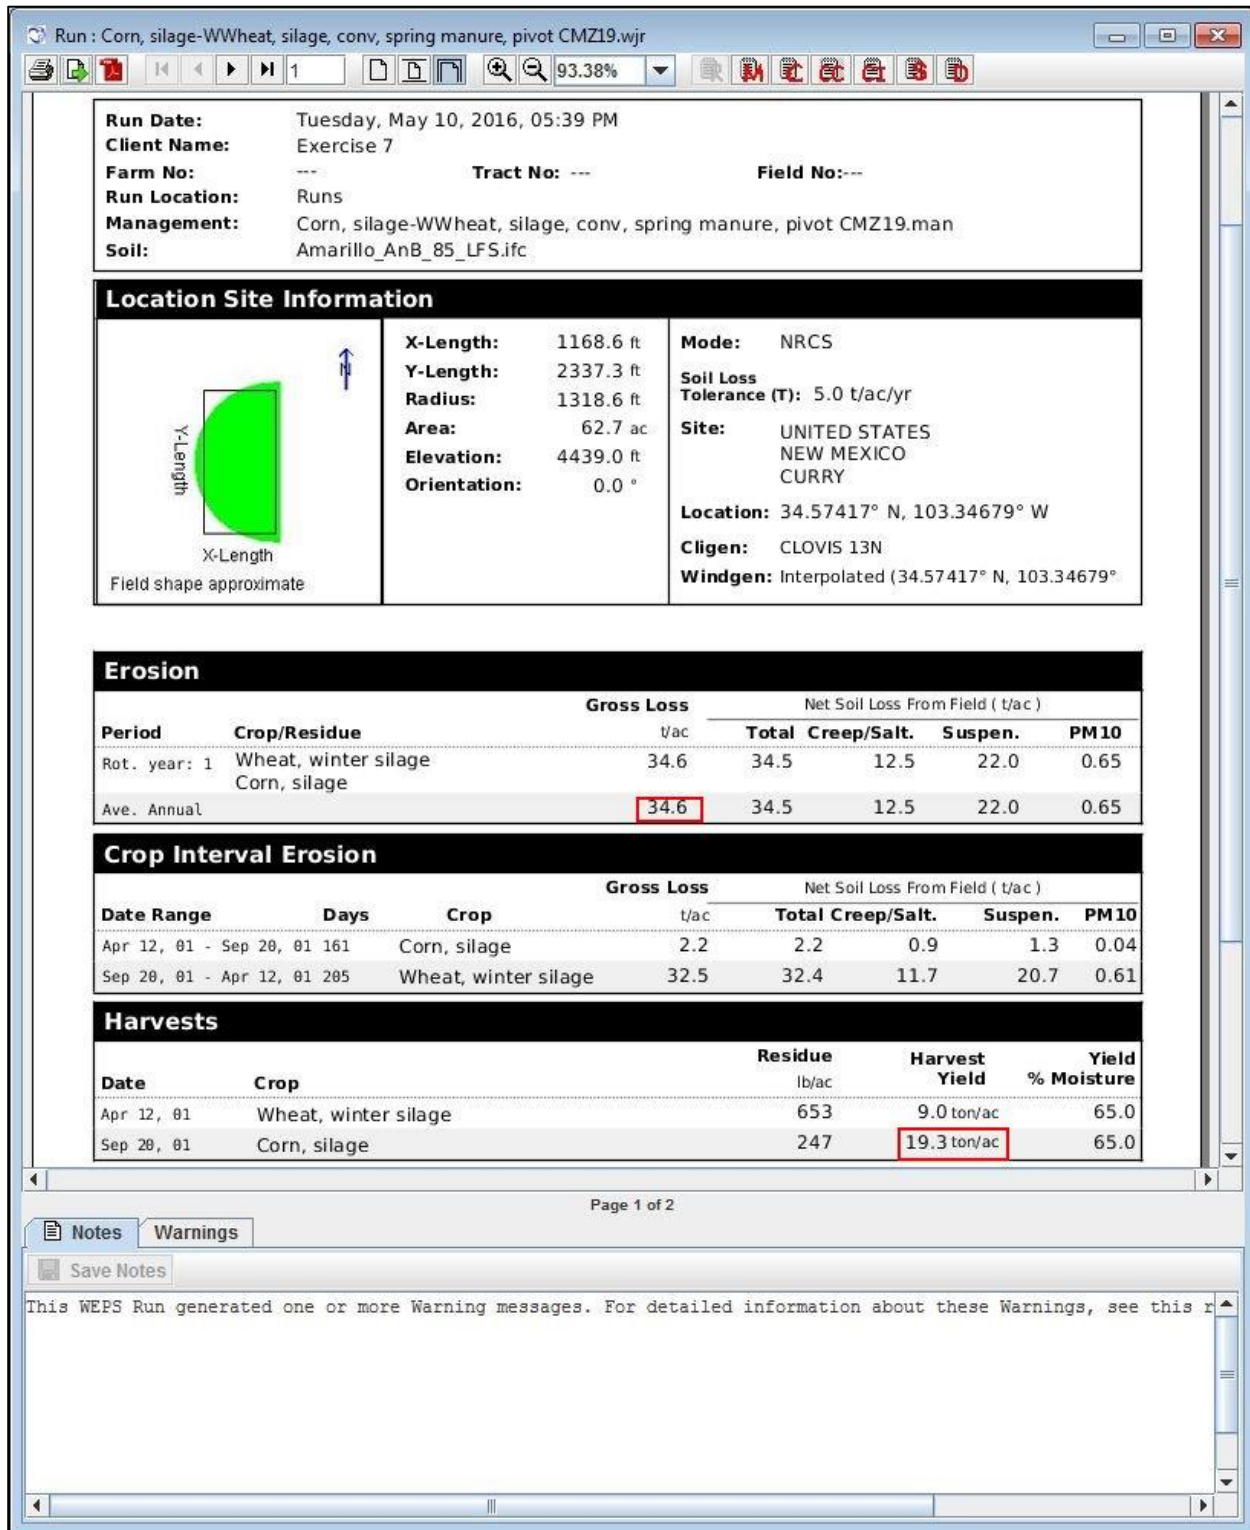 Run : Corn, silage-WWheat, silage, conv, spring manure, pivot CMZ19.wjr
1 93.38%
Run Date: Tuesday, May 10, 2016, 05:39 PM
Client Name: Exercise 7
Farm No: --- Tract No: --- Field No:---
Run Location: Runs
Management: Corn, silage-WWheat, silage, conv, spring manure, pivot CMZ19.man
Soil: Amarillo_AnB_85_LFS.ifc
Location Site Information
N
Y-Length
X-Length
Field shape approximate
X-Length: 1168.6 ft
Y-Length: 2337.3 ft
Radius: 1318.6 ft
Area: 62.7 ac
Elevation: 4439.0 ft
Orientation: 0.0 °
Mode: NRCS
Soil Loss
Tolerance (T): 5.0 t/ac/yr
Site: UNITED STATES
NEW MEXICO
CURRY
Location: 34.57417° N, 103.34679° W
Cligen: CLOVIS 13N
Windgen: Interpolated (34.57417° N, 103.34679°
Erosion
Gross Loss Net Soil Loss From Field ( t/ac )
Period Crop/Residue t/ac Total Creep/Salt. Suspen. PM10
Rot. year: 1 Wheat, winter silage 34.6 34.5 12.5 22.0 0.65
Corn, silage
Ave. Annual 34.6 34.5 12.5 22.0 0.65
Crop Interval Erosion
Gross Loss Net Soil Loss From Field ( t/ac )
Date Range Days Crop t/ac Total Creep/Salt. Suspen. PM10
Apr 12, 01 - Sep 20, 01 161 Corn, silage 2.2 2.2 0.9 1.3 0.04
Sep 20, 01 - Apr 12, 01 205 Wheat, winter silage 32.5 32.4 11.7 20.7 0.61
Harvests
Residue Harvest Yield
Date Crop lb/ac Yield % Moisture
Apr 12, 01 Wheat, winter silage 653 9.0 ton/ac 65.0
Sep 20, 01 Corn, silage 247 19.3 ton/ac 65.0
Page 1 of 2
Notes Warnings
Save Notes
This WEPS Run generated one or more Warning messages. For detailed information about these Warnings, see this r